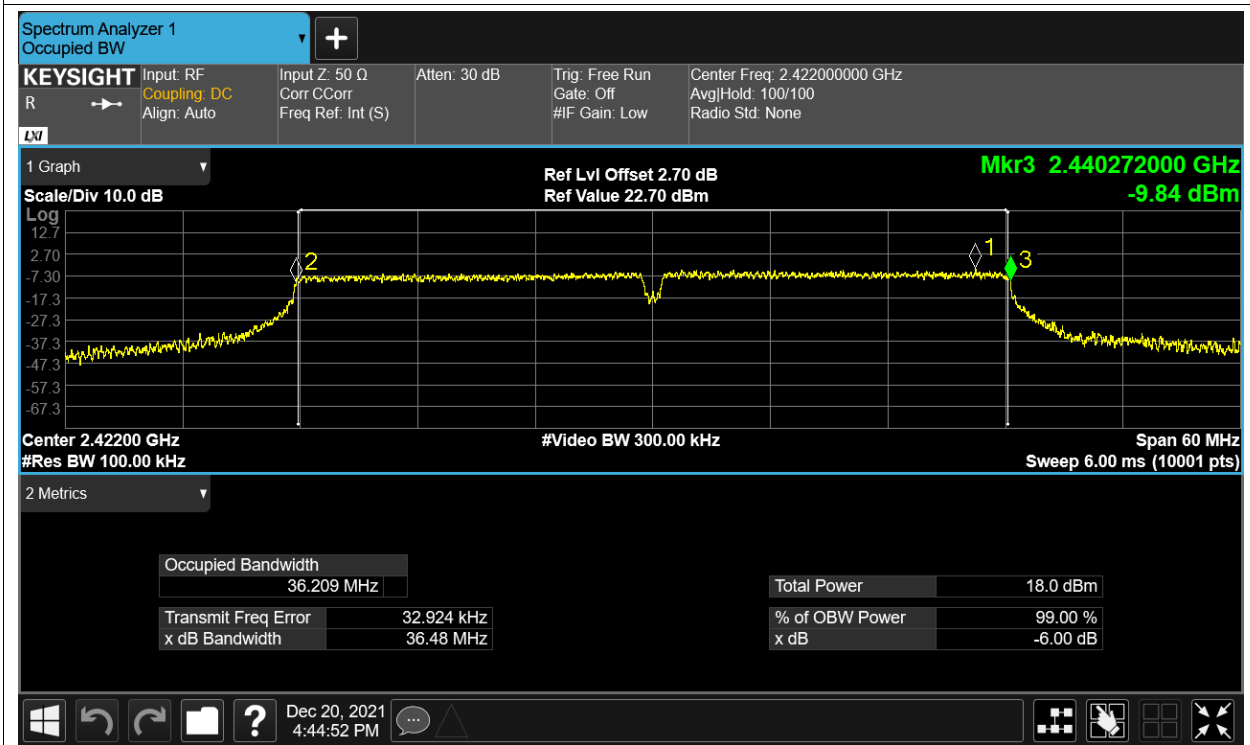 Spectrum Analyzer 1
Occupied BW
KEYSIGHT
R
LXI
Input: RF
Coupling: DC
Align: Auto
Input Z: 50 Ω
Corr CCorr
Freq Ref: Int (S)
Atten: 30 dB
Trig: Free Run
Gate: Off
#IF Gain: Low
Center Freq: 2.422000000 GHz
Avg|Hold: 100/100
Radio Std: None
1 Graph
Scale/Div 10.0 dB
Ref Lvl Offset 2.70 dB
Ref Value 22.70 dBm
Mkr3 2.440272000 GHz
-9.84 dBm
Log
12.7
2.70
-7.30
-17.3
-27.3
-37.3
-47.3
-57.3
-67.3
2
1
3
Center 2.42200 GHz
#Res BW 100.00 kHz
#Video BW 300.00 kHz
Span 60 MHz
Sweep 6.00 ms (10001 pts)
2 Metrics
Occupied Bandwidth
36.209 MHz
Transmit Freq Error 32.924 kHz
x dB Bandwidth 36.48 MHz
Total Power 18.0 dBm
% of OBW Power 99.00 %
x dB -6.00 dB
?
Dec 20, 2021
4:44:52 PM